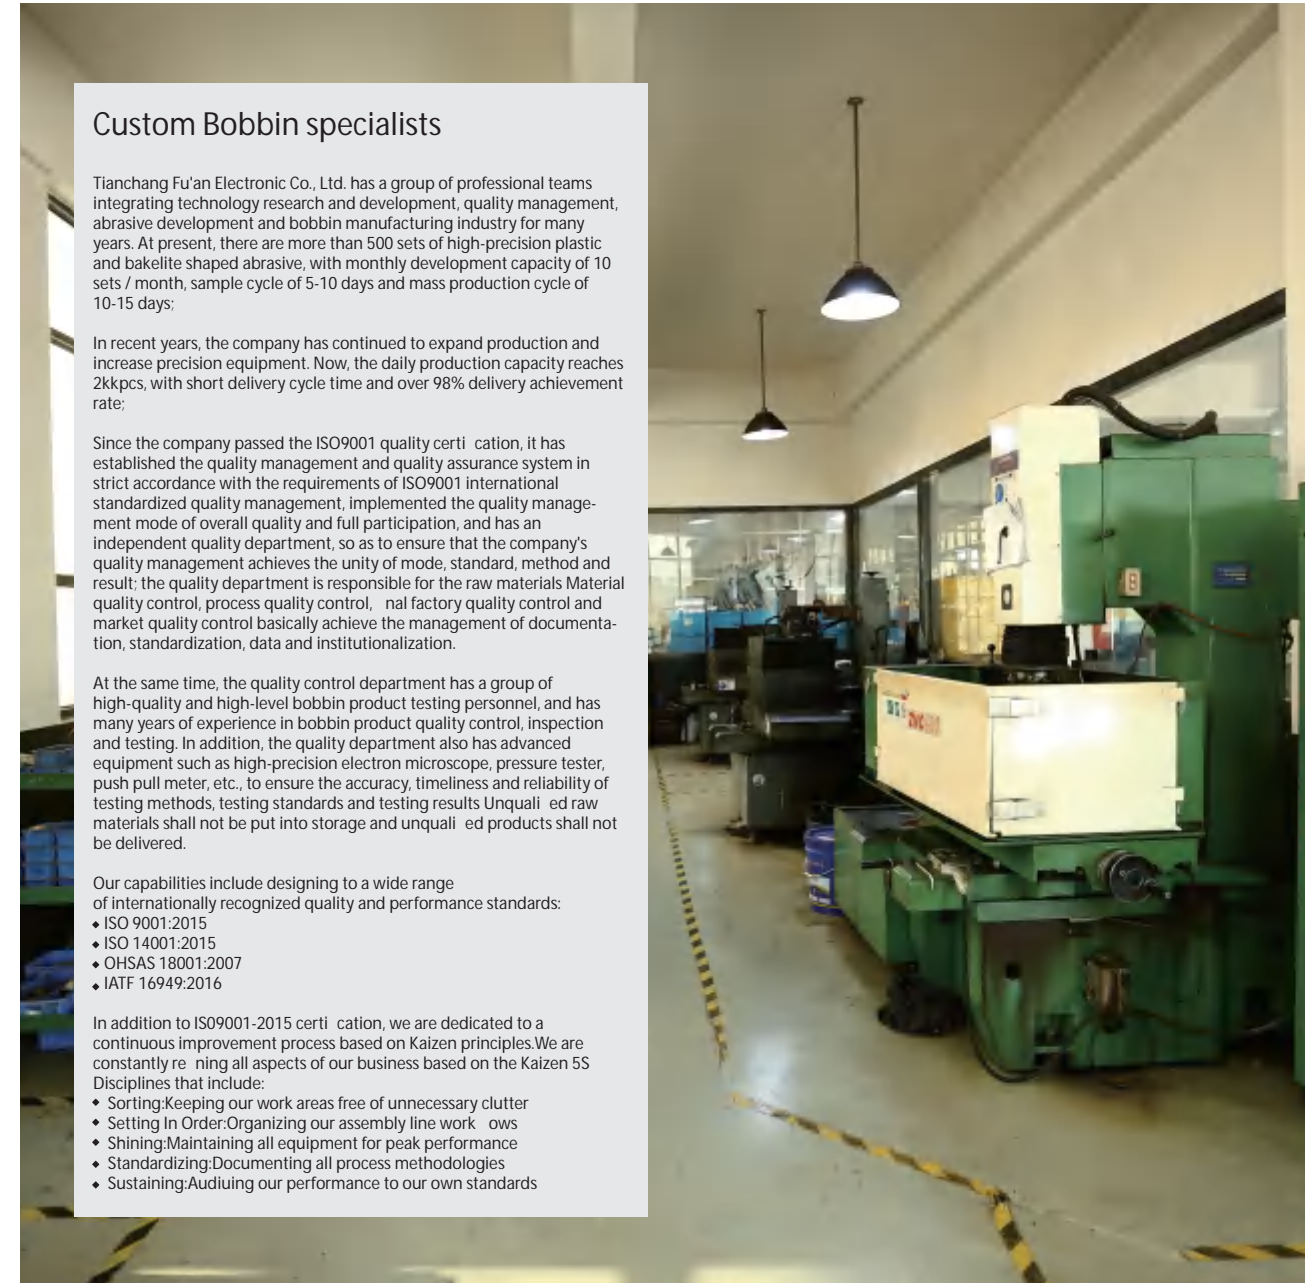 Custom Bobbin specialists
Tianchang Fu'an Electronic Co., Ltd. has a group of professional teams
integrating technology research and development, quality management,
abrasive development and bobbin manufacturing industry for many
years. At present, there are more than 500 sets of high-precision plastic
and bakelite shaped abrasive, with monthly development capacity of 10
sets / month, sample cycle of 5-10 days and mass production cycle of
10-15 days;
In recent years, the company has continued to expand production and
increase precision equipment. Now, the daily production capacity reaches
2kkpcs, with short delivery cycle time and over 98% delivery achievement
rate;
Since the company passed the ISO9001 quality certi cation, it has
established the quality management and quality assurance system in
strict accordance with the requirements of ISO9001 international
standardized quality management, implemented the quality manage-
ment mode of overall quality and full participation, and has an
independent quality department, so as to ensure that the company's
quality management achieves the unity of mode, standard, method and
result; the quality department is responsible for the raw materials Material
quality control, process quality control, nal factory quality control and
market quality control basically achieve the management of documenta-
tion, standardization, data and institutionalization.
At the same time, the quality control department has a group of
high-quality and high-level bobbin product testing personnel, and has
many years of experience in bobbin product quality control, inspection
and testing. In addition, the quality department also has advanced
equipment such as high-precision electron microscope, pressure tester,
push pull meter, etc., to ensure the accuracy, timeliness and reliability of
testing methods, testing standards and testing results Unquali ed raw
materials shall not be put into storage and unquali ed products shall not
be delivered.
Our capabilities include designing to a wide range
of internationally recognized quality and performance standards:
◆ ISO 9001:2015
◆ ISO 14001:2015
◆ OHSAS 18001:2007
◆ IATF 16949:2016
In addition to IS09001-2015 certi cation, we are dedicated to a
continuous improvement process based on Kaizen principles.We are
constantly re ning all aspects of our business based on the Kaizen 5S
Disciplines that include:
◆ Sorting:Keeping our work areas free of unnecessary clutter
◆ Setting In Order:Organizing our assembly line work ows
◆ Shining:Maintaining all equipment for peak performance
◆ Standardizing:Documenting all process methodologies
◆ Sustaining:Audiuing our performance to our own standards